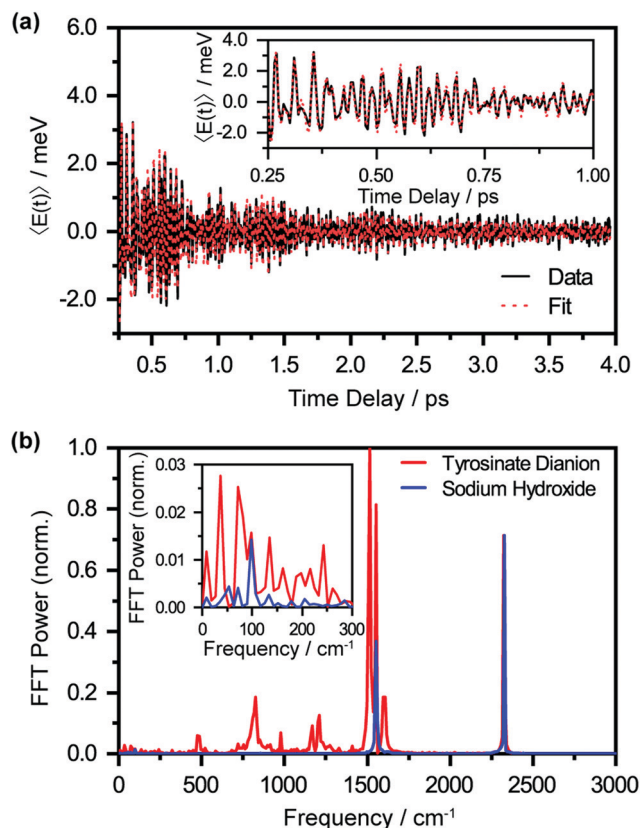 (a)
6.0
4.0
2.0
0.0
-2.0
⟨E(t)⟩ / meV
4.0
2.0
0.0
-2.0
⟨E(t)⟩ / meV
0.25 0.50 0.75 1.00
Time Delay / ps
Data
Fit
0.5 1.0 1.5 2.0 2.5 3.0 3.5 4.0
Time Delay / ps
(b)
1.0
0.8
0.6
0.4
0.2
0.0
FFT Power (norm.)
0.03
0.02
0.01
0.00
FFT Power (norm.)
0 100 200 300
Frequency / cm⁻¹
Tyrosinate Dianion
Sodium Hydroxide
0 500 1000 1500 2000 2500 3000
Frequency / cm⁻¹